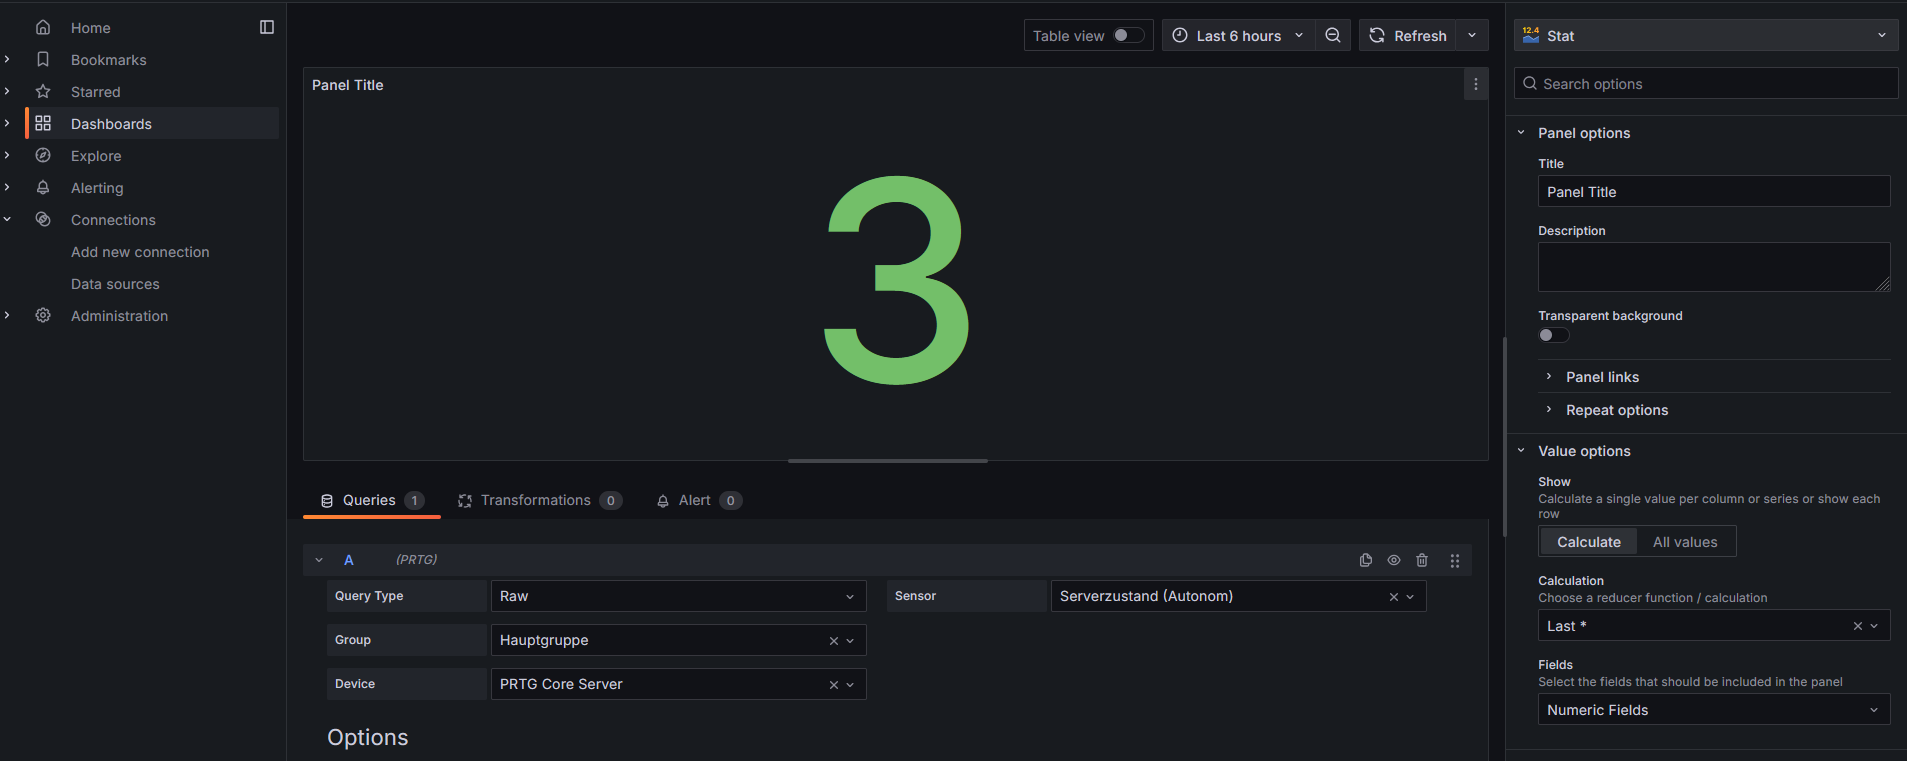 Home
Bookmarks
Starred
Dashboards
Explore
Alerting
Connections
Add new connection
Data sources
Administration
Table view
Last 6 hours
Refresh
Panel Title
3
Queries 1
Transformations 0
Alert 0
A (PRTG)
Query Type Raw
Sensor Serverzustand (Autonom)
Group Hauptgruppe
Device PRTG Core Server
Options
12.4 Stat
Search options
Panel options
Title
Panel Title
Description
Transparent background
Panel links
Repeat options
Value options
Show
Calculate a single value per column or series or show each
row
Calculate All values
Calculation
Choose a reducer function / calculation
Last *
Fields
Select the fields that should be included in the panel
Numeric Fields